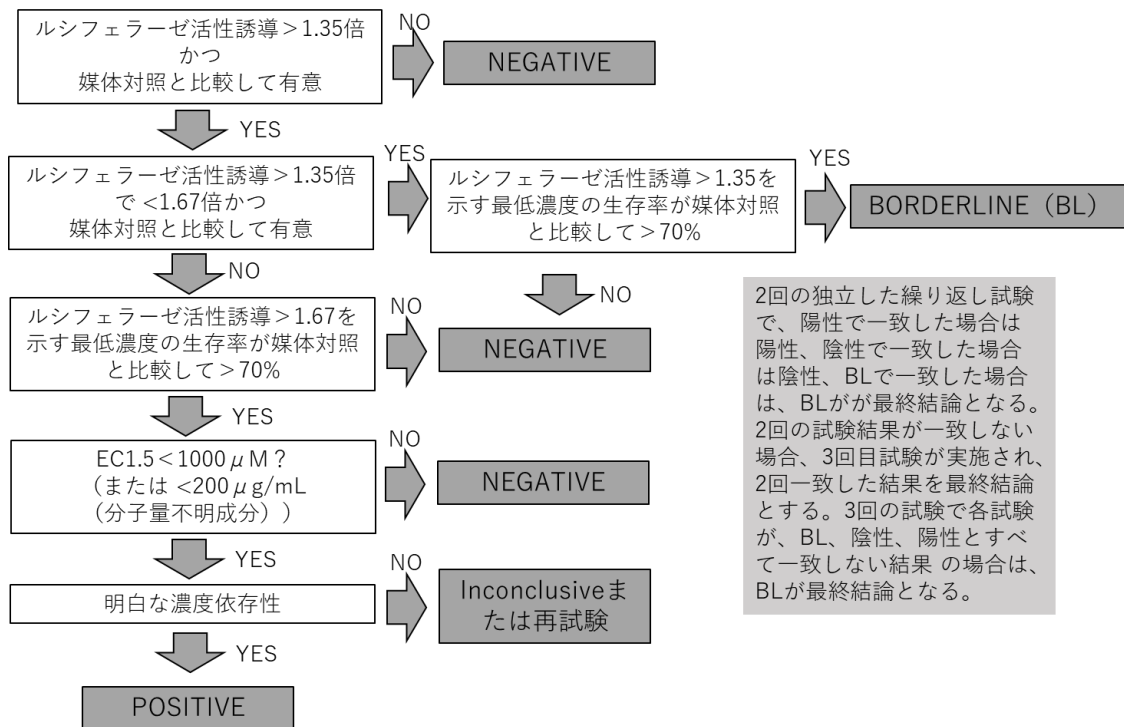 ルシフェラーゼ活性誘導＞1.35倍
かつ
媒体対照と比較して有意
NO
NEGATIVE
YES
ルシフェラーゼ活性誘導＞1.35倍
で <1.67倍かつ
媒体対照と比較して有意
YES
ルシフェラーゼ活性誘導＞1.35を
示す最低濃度の生存率が媒体対照
と比較して＞70%
YES
BORDERLINE（BL）
NO
NO
ルシフェラーゼ活性誘導＞1.67を
示す最低濃度の生存率が媒体対照
と比較して＞70%
NO
NEGATIVE
YES
EC1.5＜1000μM？
（または <200μg/mL
（分子量不明成分））
NO
NEGATIVE
YES
明白な濃度依存性
NO
Inconclusiveま
たは再試験
YES
POSITIVE
2回の独立した繰り返し試験
で、陽性で一致した場合は
陽性、陰性で一致した場合
は陰性、BLで一致した場合
は、BLがが最終結論となる。
2回の試験結果が一致しない
場合、3回目試験が実施され、
2回一致した結果を最終結論
とする。3回の試験で各試験
が、BL、陰性、陽性とすべ
て一致しない結果 の場合は、
BLが最終結論となる。